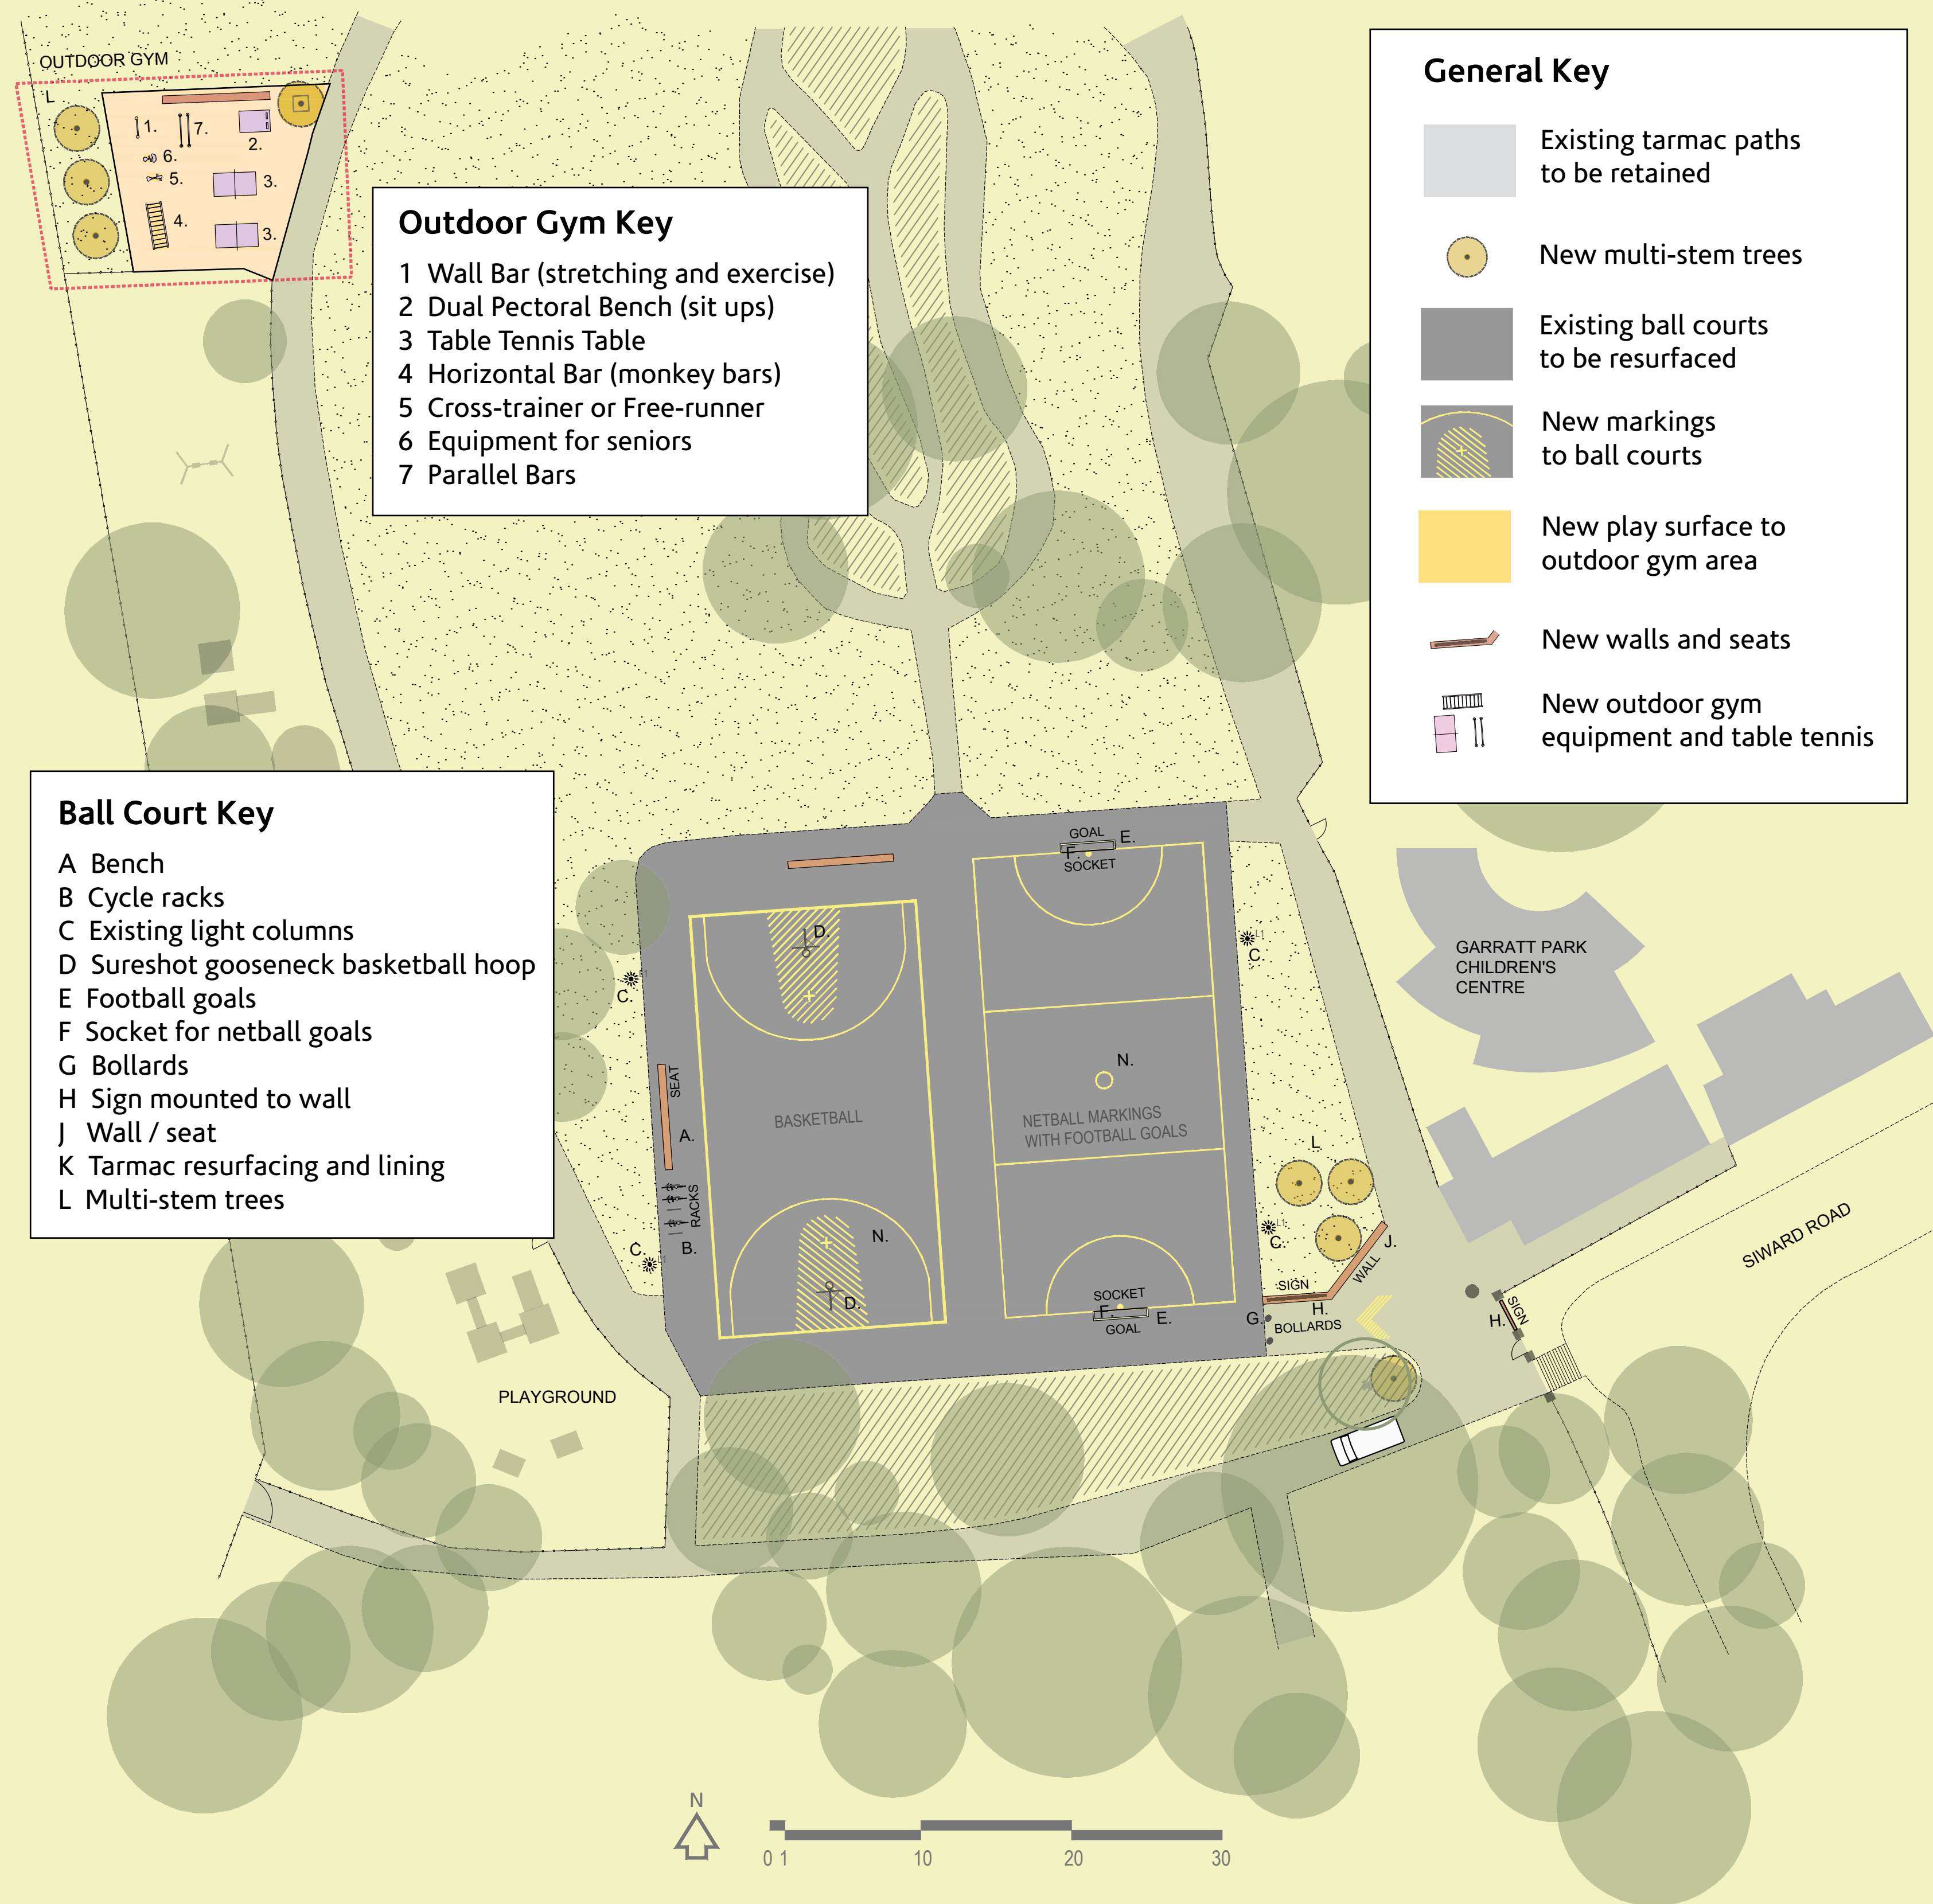 OUTDOOR GYM
L
1.
7.
2.
6.
5.
3.
4.
3.
Outdoor Gym Key
1 Wall Bar (stretching and exercise)
2 Dual Pectoral Bench (sit ups)
3 Table Tennis Table
4 Horizontal Bar (monkey bars)
5 Cross-trainer or Free-runner
6 Equipment for seniors
7 Parallel Bars
General Key
Existing tarmac paths
to be retained
New multi-stem trees
Existing ball courts
to be resurfaced
New markings
to ball courts
New play surface to
outdoor gym area
New walls and seats
New outdoor gym
equipment and table tennis
Ball Court Key
A Bench
B Cycle racks
C Existing light columns
D Sureshot gooseneck basketball hoop
E Football goals
F Socket for netball goals
G Bollards
H Sign mounted to wall
J Wall / seat
K Tarmac resurfacing and lining
L Multi-stem trees
GOAL
E.
F.
SOCKET
D.
L1
C.
L1
C.
SEAT
A.
BASKETBALL
N.
NETBALL MARKINGS
WITH FOOTBALL GOALS
RACKS
B.
N.
C.
L1
D.
SOCKET
F.
E.
GOAL
L
L1
C.
J.
WALL
SIGN
H.
G.
BOLLARDS
GARRATT PARK
CHILDREN'S
CENTRE
SIWARD ROAD
SIGN
H.
PLAYGROUND
N
0 1 10 20 30